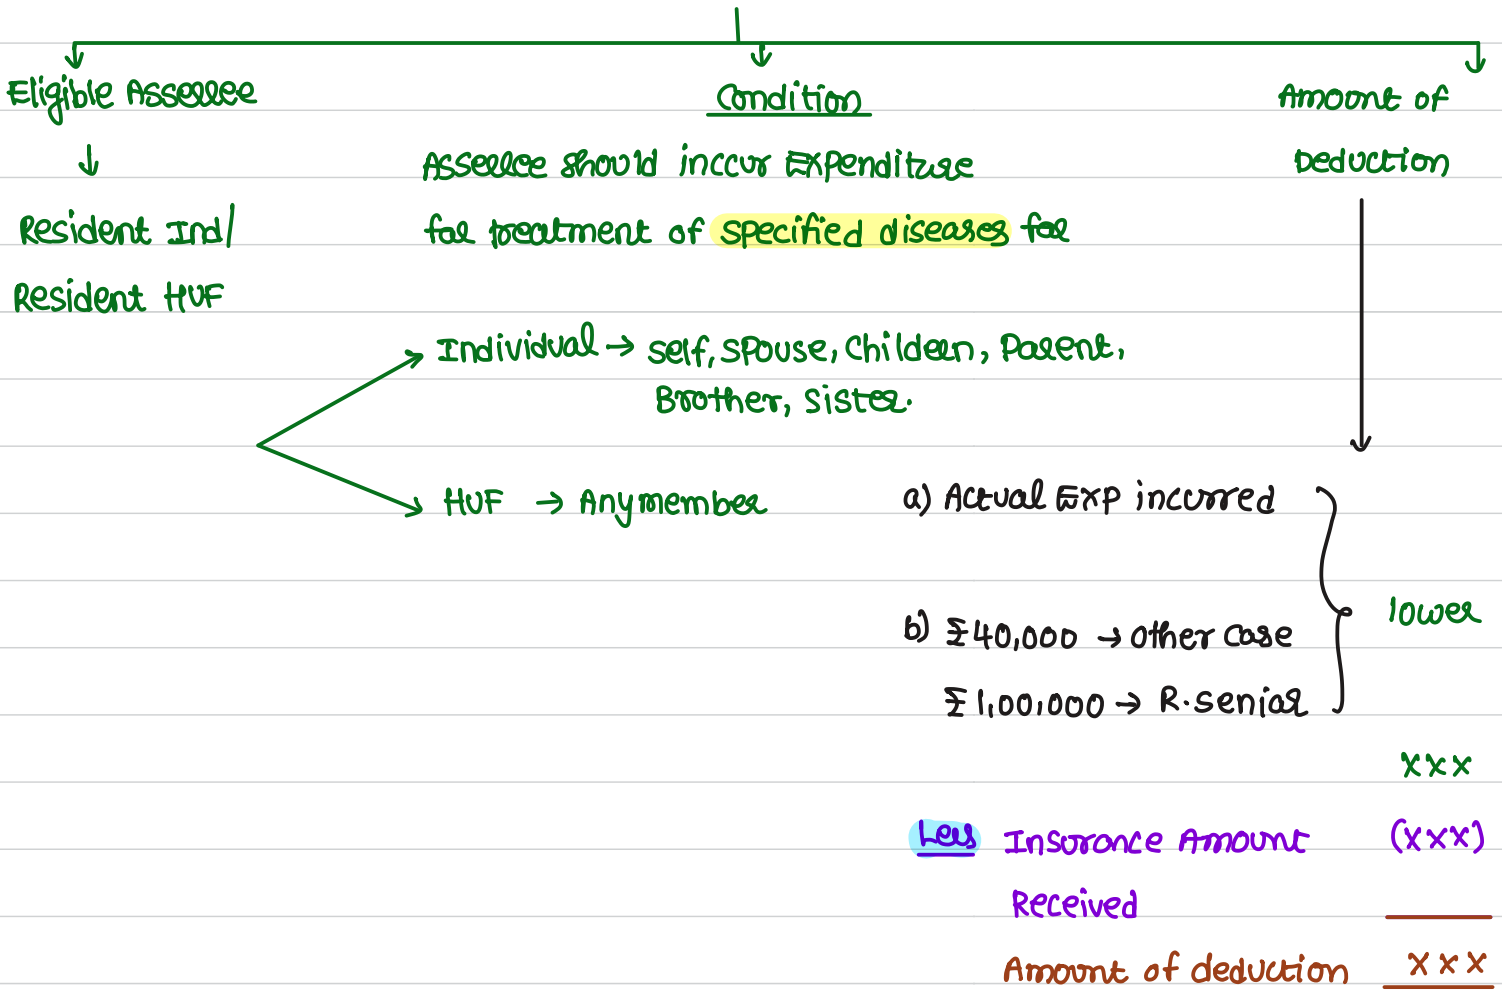 Eligible Assessee
Condition
Amount of
Deduction
Assessee should incur Expenditure
for treatment of specified diseases for
Resident Ind/
Resident HUF
Individual → self, spouse, children, Parent,
Brother, Sister.
HUF → Any member
a) Actual Exp incurred
b) ₹40,000 → other case
₹1,00,000 → R.senior
lower
xxx
Less Insurance Amount (xxx)
Received
Amount of deduction xxx